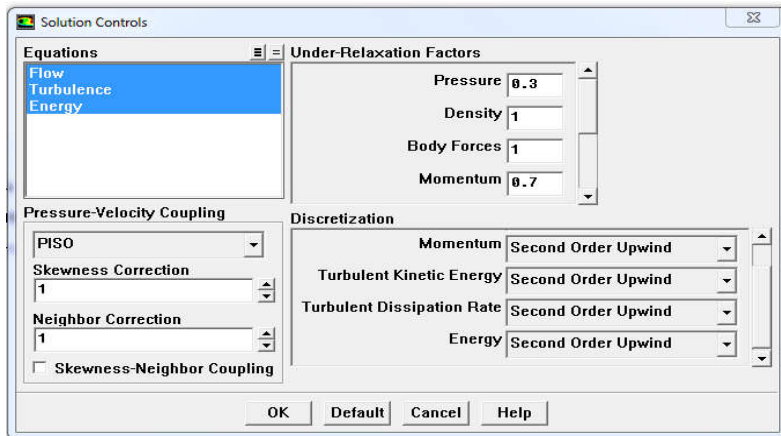 Solution Controls
Equations
Flow
Turbulence
Energy
Under-Relaxation Factors
Pressure 0.3
Density 1
Body Forces 1
Momentum 0.7
Pressure-Velocity Coupling
PISO
Skewness Correction
1
Neighbor Correction
1
Skewness-Neighbor Coupling
Discretization
Momentum Second Order Upwind
Turbulent Kinetic Energy Second Order Upwind
Turbulent Dissipation Rate Second Order Upwind
Energy Second Order Upwind
OK Default Cancel Help